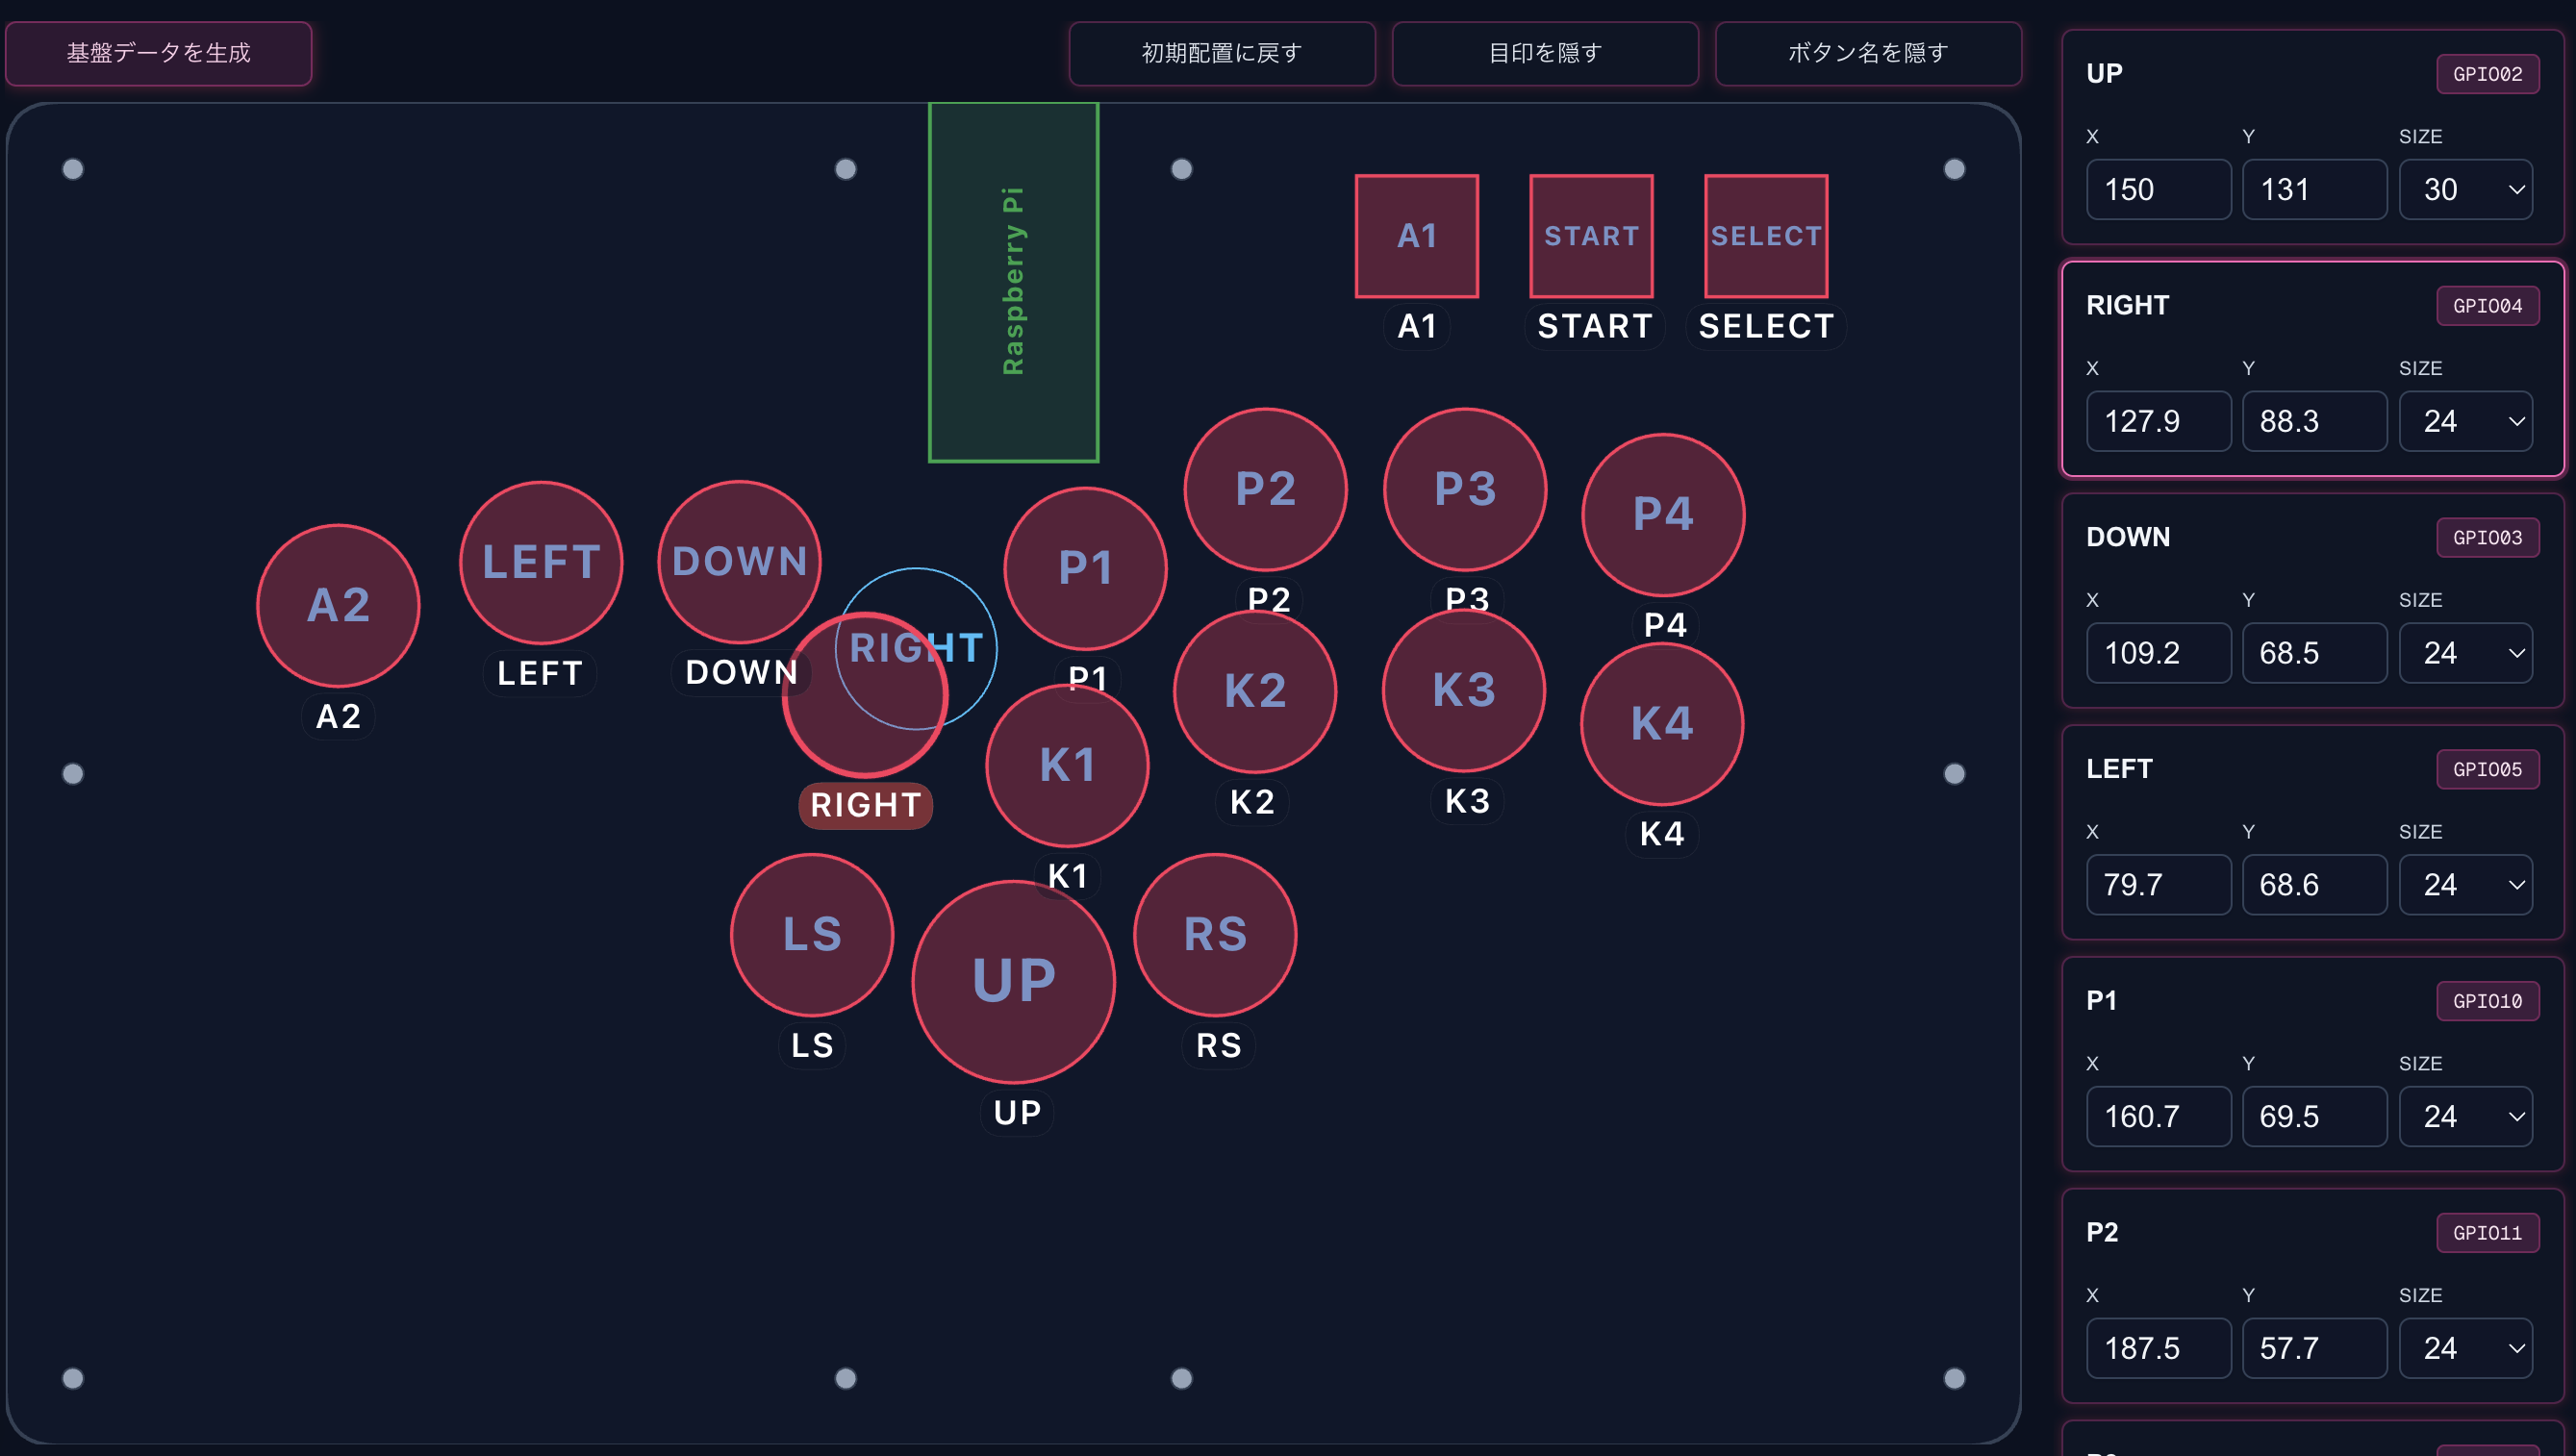 基盤データを生成
初期配置に戻す
目印を隠す
ボタン名を隠す
Raspberry Pi
A1
START
SELECT
A1
START
SELECT
P2
P3
P4
LEFT
DOWN
P1
A2
P2
P3
P4
RIGHT
LEFT
DOWN
P1
K2
K3
A2
K4
K1
RIGHT
K2
K3
K4
K1
LS
RS
UP
LS
RS
UP
UP
GPIO02
X
Y
SIZE
150
131
30
RIGHT
GPIO04
X
Y
SIZE
127.9
88.3
24
DOWN
GPIO03
X
Y
SIZE
109.2
68.5
24
LEFT
GPIO05
X
Y
SIZE
79.7
68.6
24
P1
GPIO10
X
Y
SIZE
160.7
69.5
24
P2
GPIO11
X
Y
SIZE
187.5
57.7
24